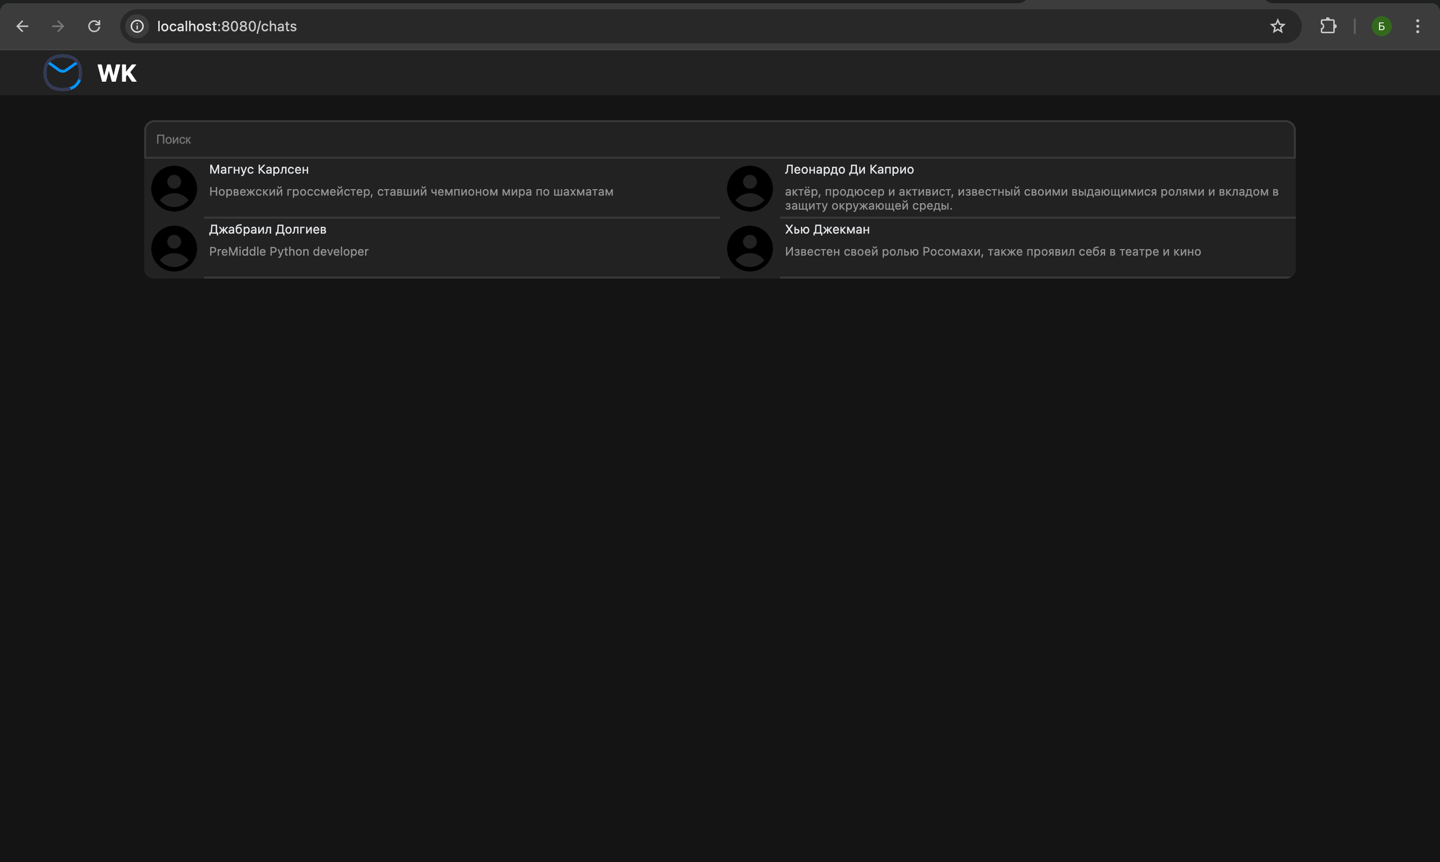 localhost:8080/chats
Б
WK
Поиск
Магнус Карлсен
Норвежский гроссмейстер, ставший чемпионом мира по шахматам
Леонардо Ди Каприо
актёр, продюсер и активист, известный своими выдающимися ролями и вкладом в
защиту окружающей среды.
Джабраил Долгиев
PreMiddle Python developer
Хью Джекман
Известен своей ролью Росомахи, также проявил себя в театре и кино